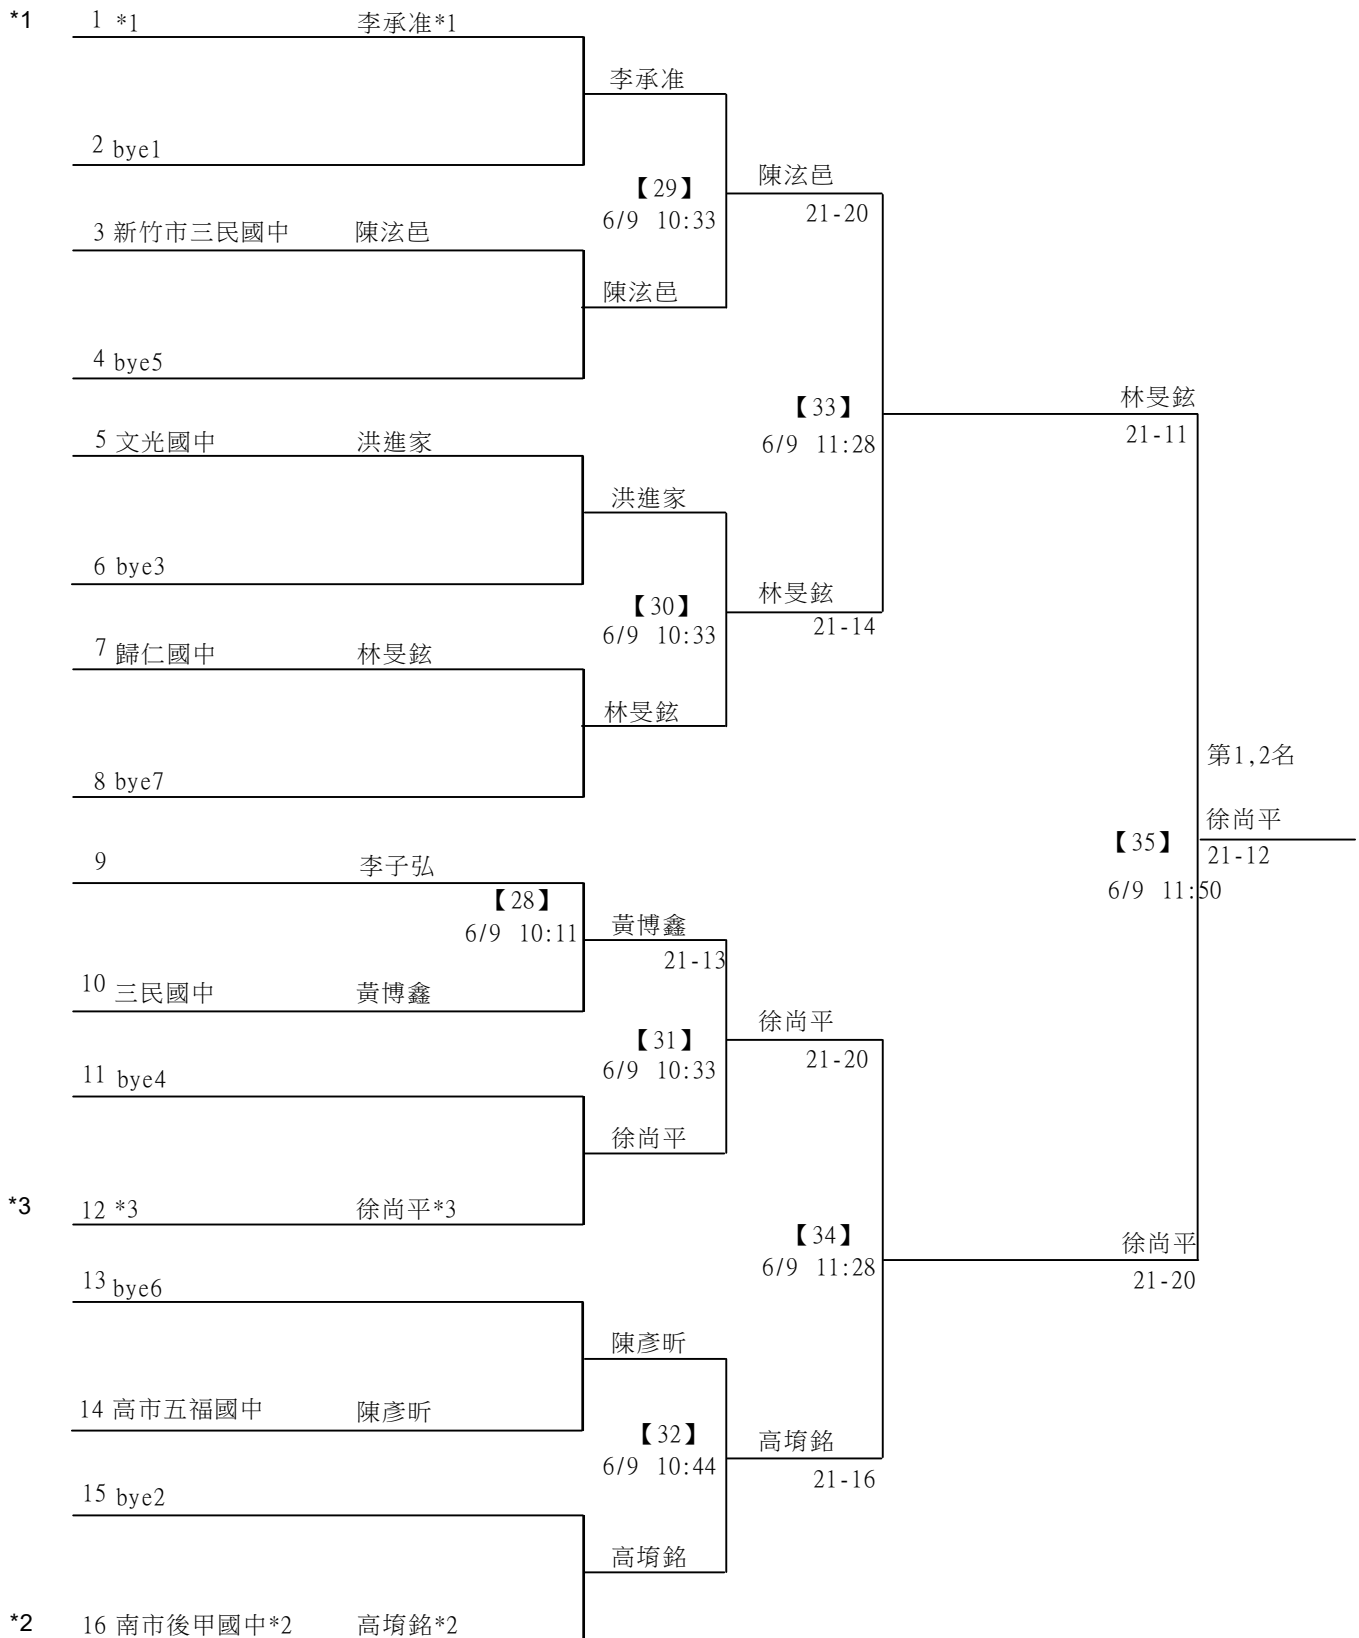 *1 1 *1 李承准*1
李承准
2 bye1
陳泫邑
【29】
21-20
6/9 10:33
3 新竹市三民國中 陳泫邑
陳泫邑
4 bye5
林旻鉉
【33】
21-11
5 文光國中 洪進家
6/9 11:28
洪進家
6 bye3
林旻鉉
【30】
21-14
6/9 10:33
7 歸仁國中 林旻鉉
林旻鉉
第1,2名
8 bye7
徐尚平
【35】
21-12
9 李子弘
6/9 11:50
【28】
黃博鑫
6/9 10:11
21-13
10 三民國中 黃博鑫
徐尚平
【31】
21-20
6/9 10:33
11 bye4
徐尚平
*3 12 *3 徐尚平*3
【34】
徐尚平
6/9 11:28
21-20
13 bye6
陳彥昕
14 高市五福國中 陳彥昕
【32】
高堉銘
6/9 10:44
21-16
15 bye2
高堉銘
*2 16 南市後甲國中*2 高堉銘*2